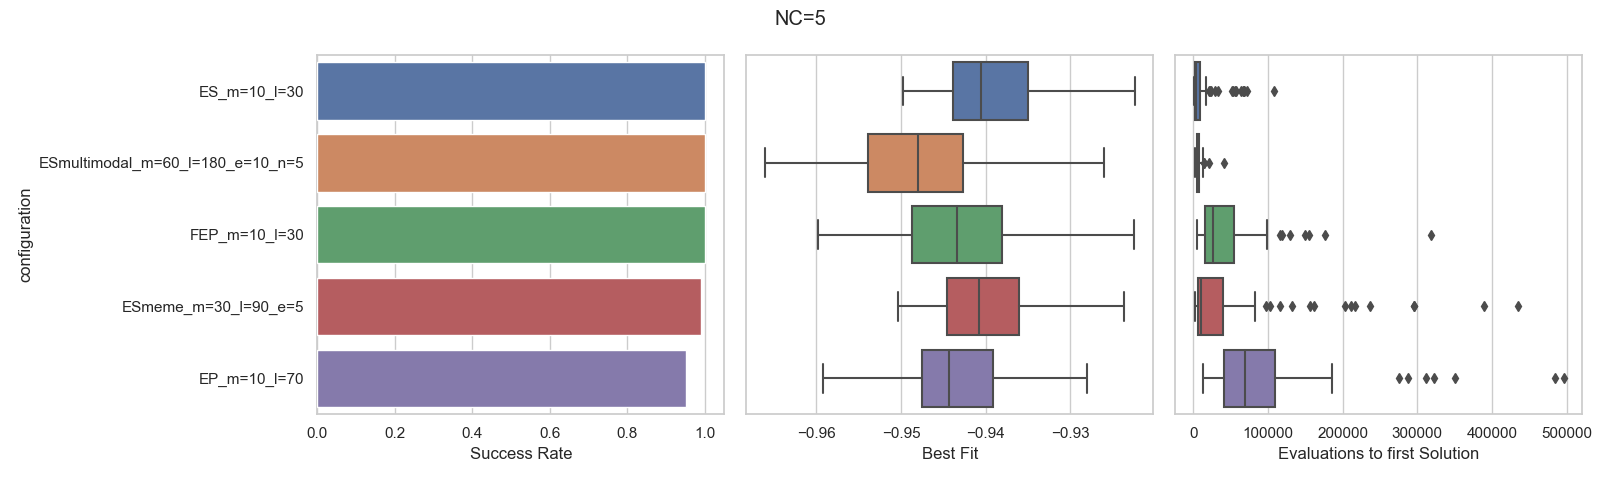 NC=5
configuration
ES_m=10_l=30
ESmultimodal_m=60_l=180_e=10_n=5
FEP_m=10_l=30
ESmeme_m=30_l=90_e=5
EP_m=10_l=70
0.0 0.2 0.4 0.6 0.8 1.0
Success Rate
−0.96 −0.95 −0.94 −0.93
Best Fit
0 100000 200000 300000 400000 500000
Evaluations to first Solution